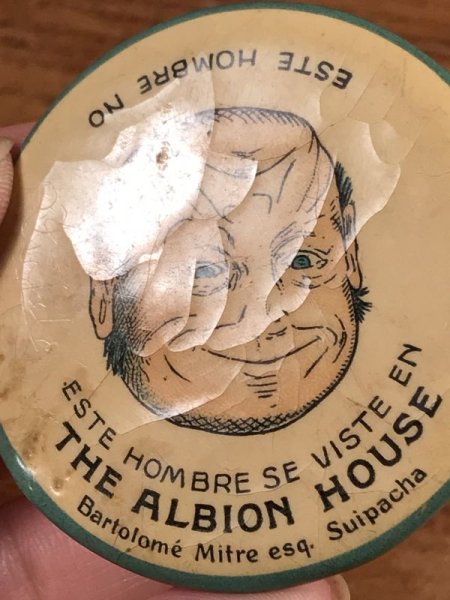 ESTE HOMBRE NO
ESTE HOMBRE SE VISTE EN
THE ALBION HOUSE
Bartolomé Mitre esq. Suipacha